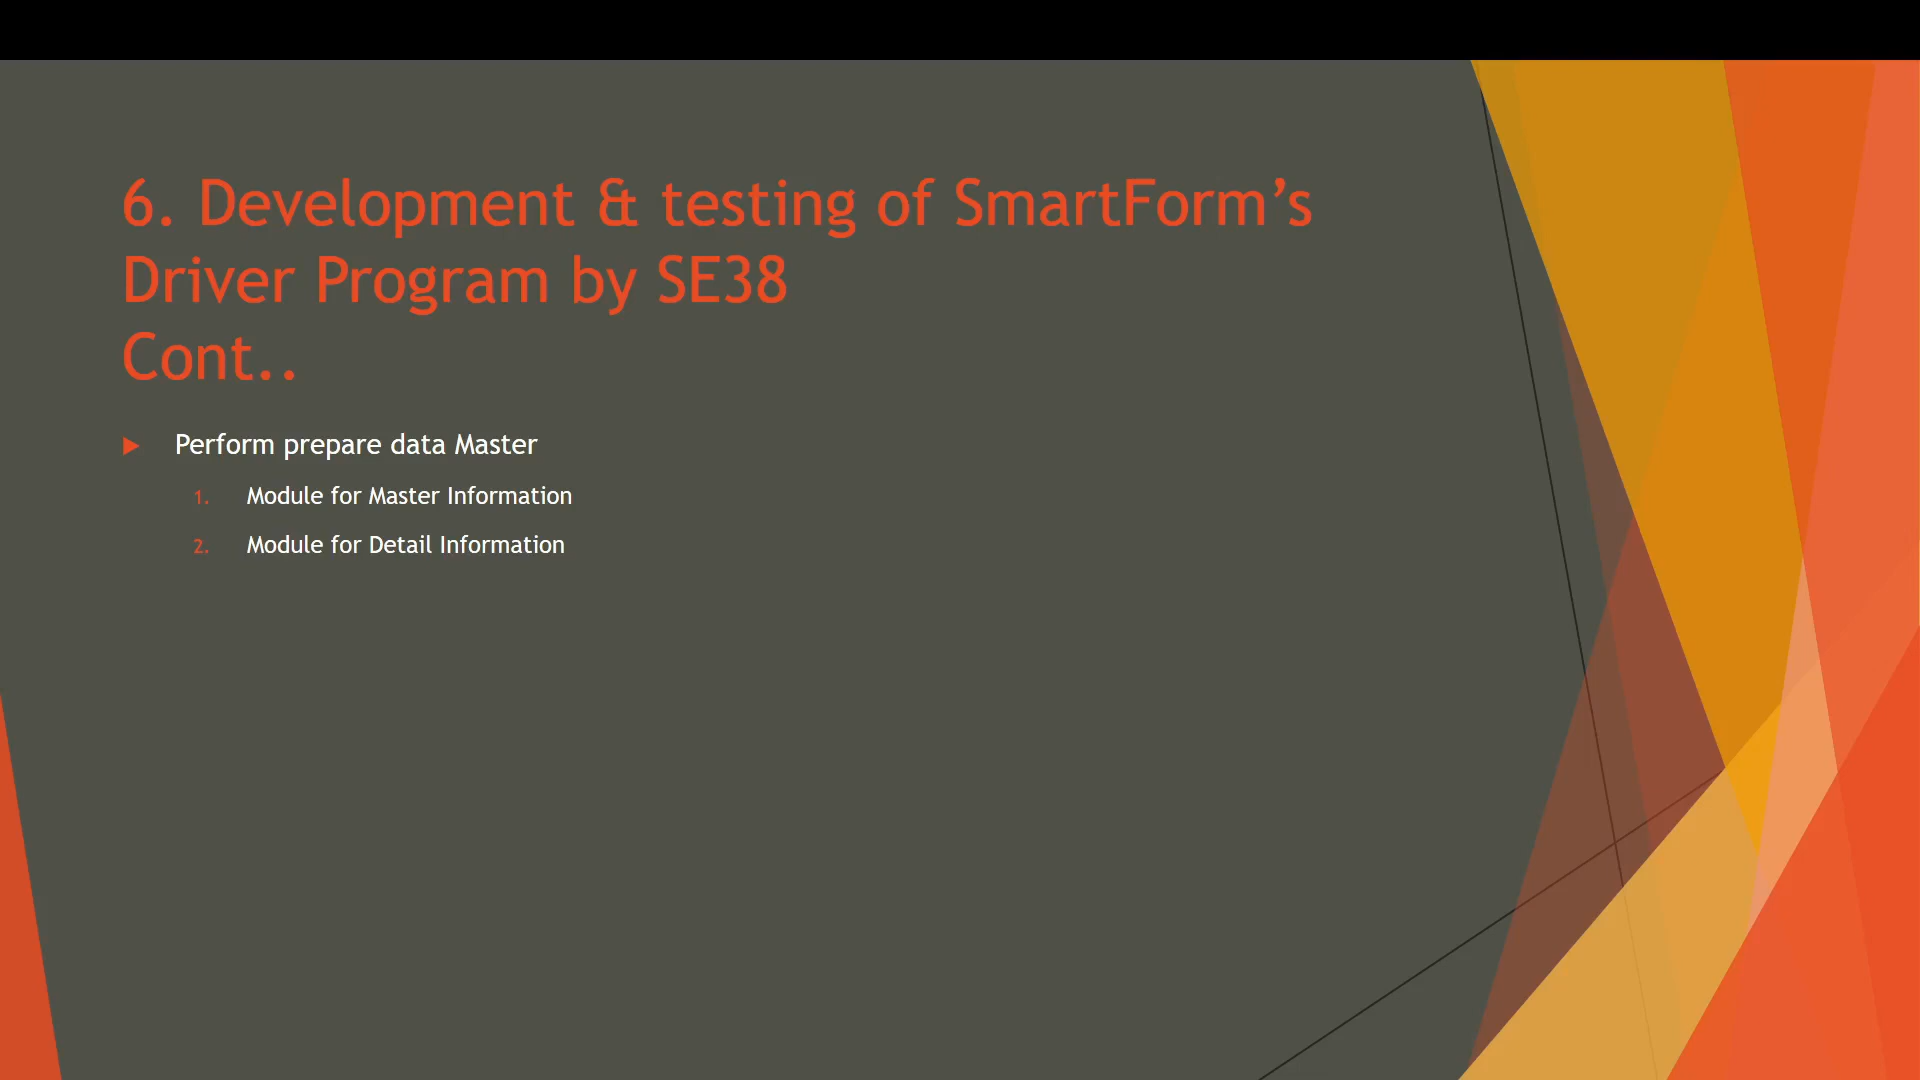 6. Development & testing of SmartForm’s
Driver Program by SE38
Cont..
Perform prepare data Master
1. Module for Master Information
2. Module for Detail Information